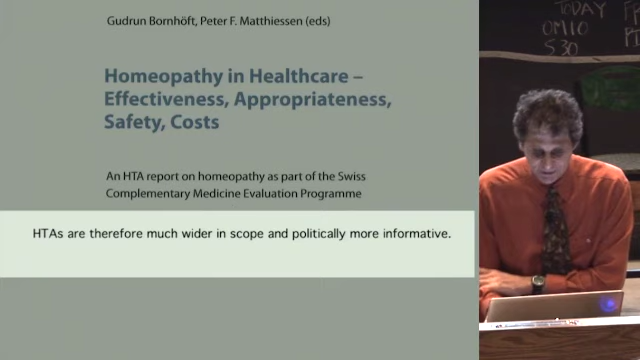 Gudrun Bornhöft, Peter F. Matthiessen (eds)
Homeopathy in Healthcare –
Effectiveness, Appropriateness,
Safety, Costs
An HTA report on homeopathy as part of the Swiss
Complementary Medicine Evaluation Programme
HTAs are therefore much wider in scope and politically more informative.
TODAY
530